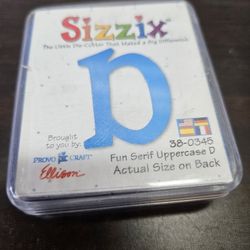 Sizzix
The Little Die-Cutter That Makes a Big Difference
D
Brought
to you by:
PROVO CRAFT
Ellison
38-0345
Fun Serif Uppercase D
Actual Size on Back